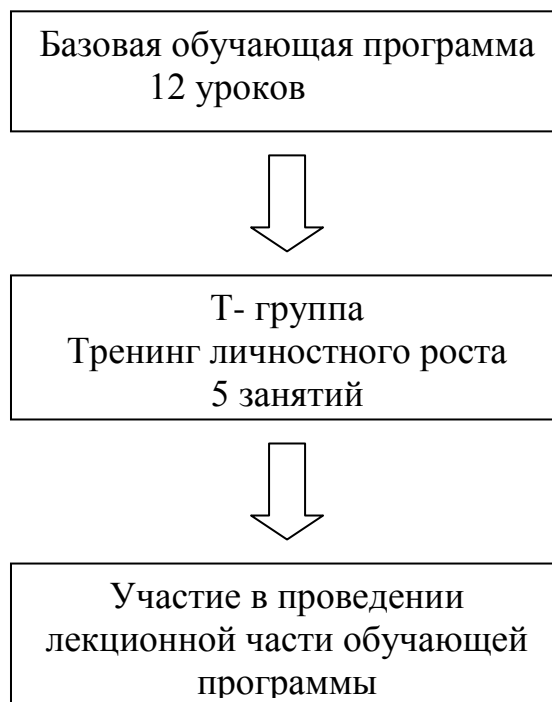 Базовая обучающая программа
12 уроков
Т- группа
Тренинг личностного роста
5 занятий
Участие в проведении
лекционной части обучающей
программы